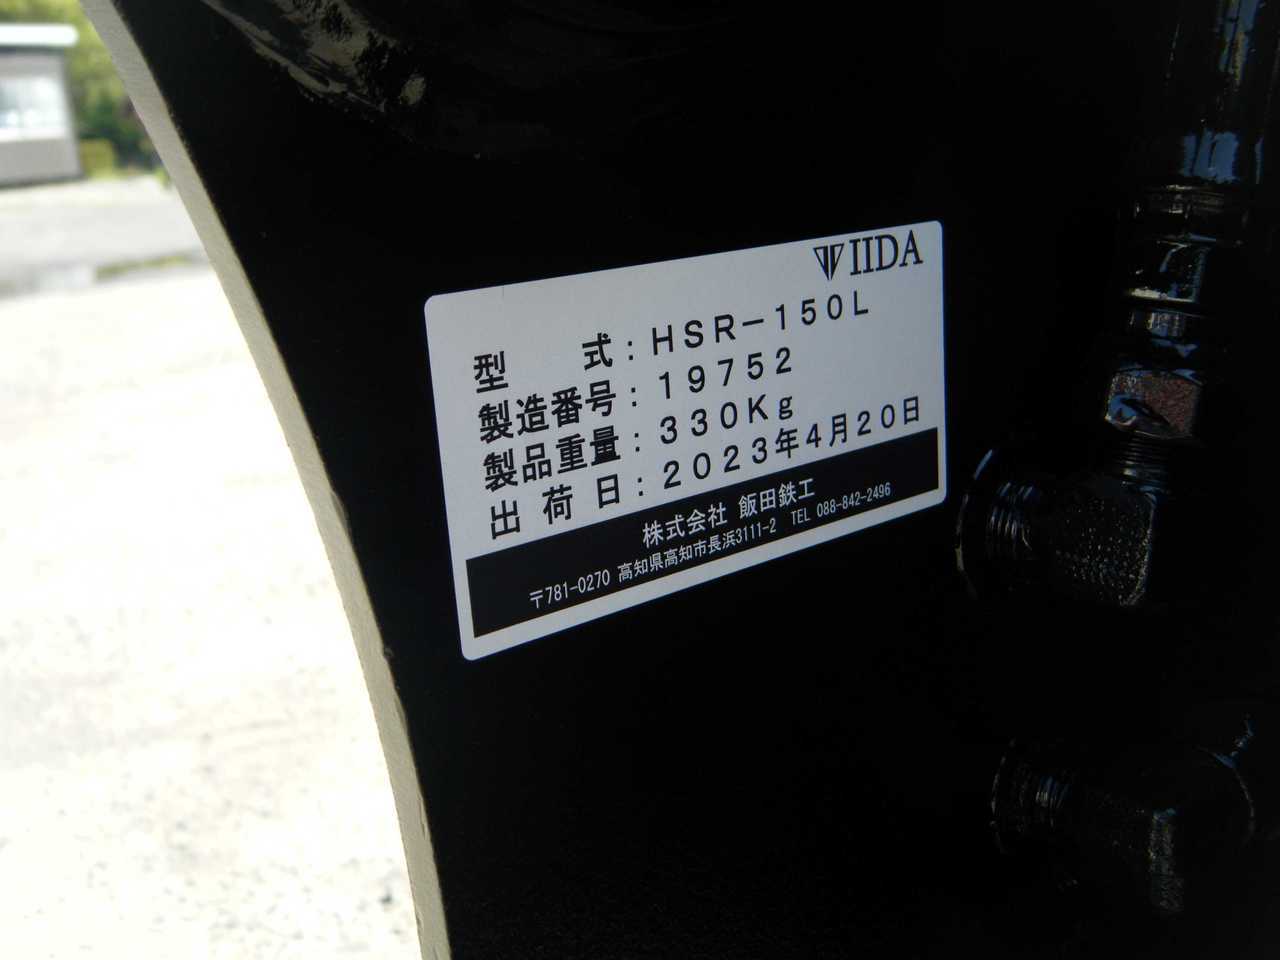 IIDA
型 式：HSR－150L
製造番号：19752
製品重量：330Kg
出 荷 日：2023年4月20日
株式会社 飯田鉄工
〒781-0270 高知県高知市長浜3111-2 TEL 088-842-2496